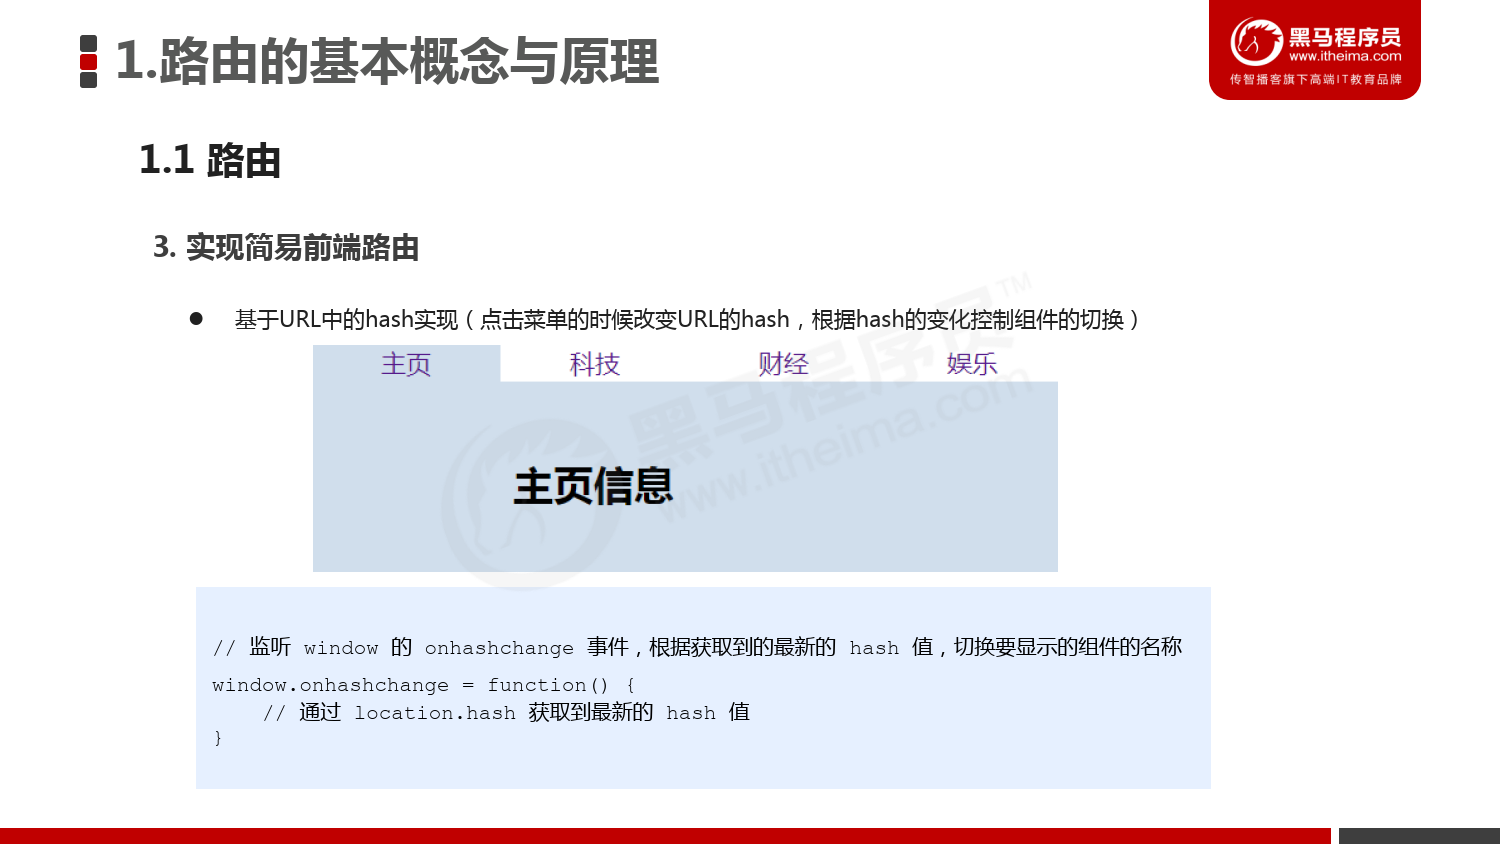 1.路由的基本概念与原理
黑马程序员
www.itheima.com
传智播客旗下高端IT教育品牌
1.1 路由
3. 实现简易前端路由
● 基于URL中的hash实现（点击菜单的时候改变URL的hash，根据hash的变化控制组件的切换）
主页 科技 财经 娱乐
主页信息
黑马程序员™
www.itheima.com
// 监听 window 的 onhashchange 事件，根据获取到的最新的 hash 值，切换要显示的组件的名称
window.onhashchange = function() {
// 通过 location.hash 获取到最新的 hash 值
}